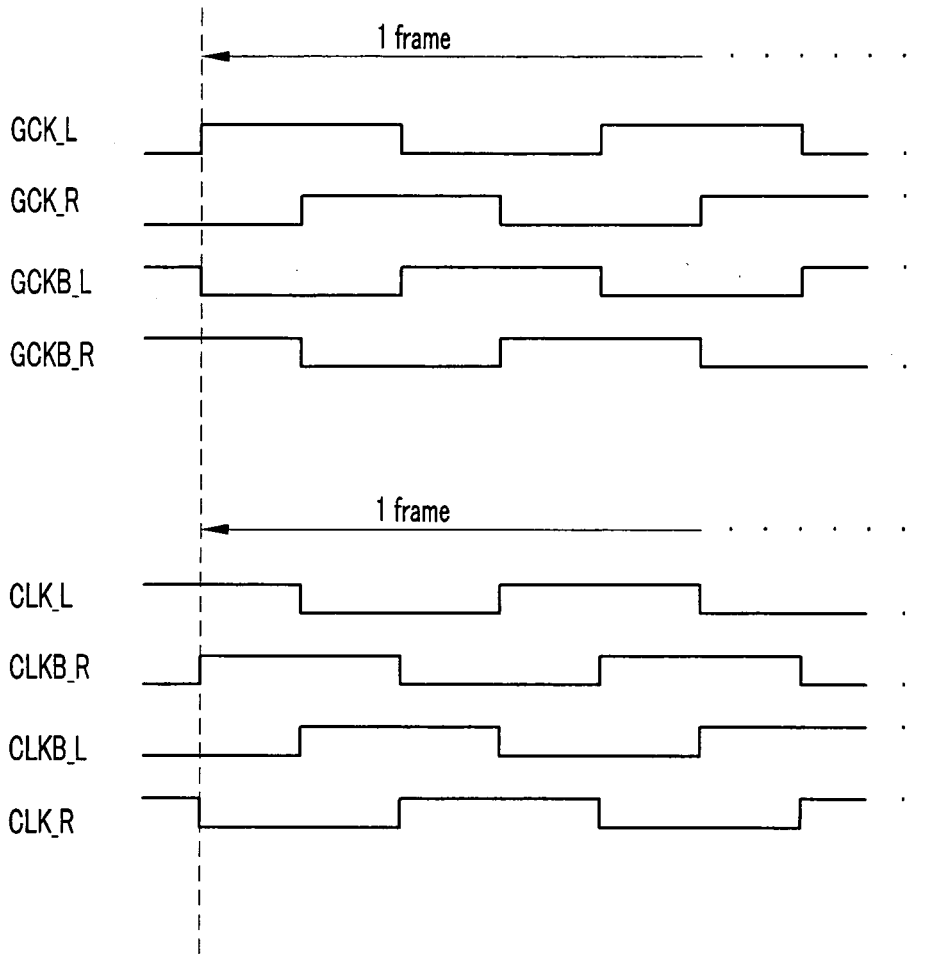 1 frame
GCK_L
GCK_R
GCKB_L
GCKB_R
1 frame
CLK_L
CLKB_R
CLKB_L
CLK_R